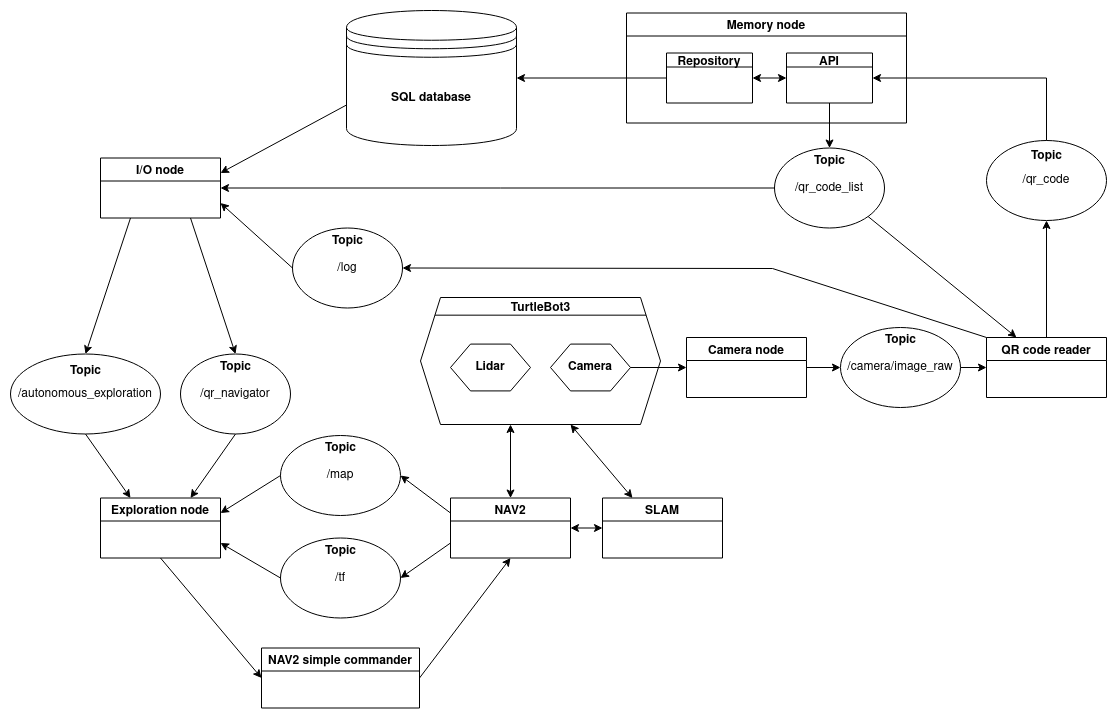 Memory node
Repository
API
SQL database
I/O node
Topic
/qr_code_list
Topic
/qr_code
Topic
/log
TurtleBot3
Lidar
Camera
Camera node
Topic
/camera/image_raw
QR code reader
Topic
/autonomous_exploration
Topic
/qr_navigator
Topic
/map
Exploration node
NAV2
SLAM
Topic
/tf
NAV2 simple commander